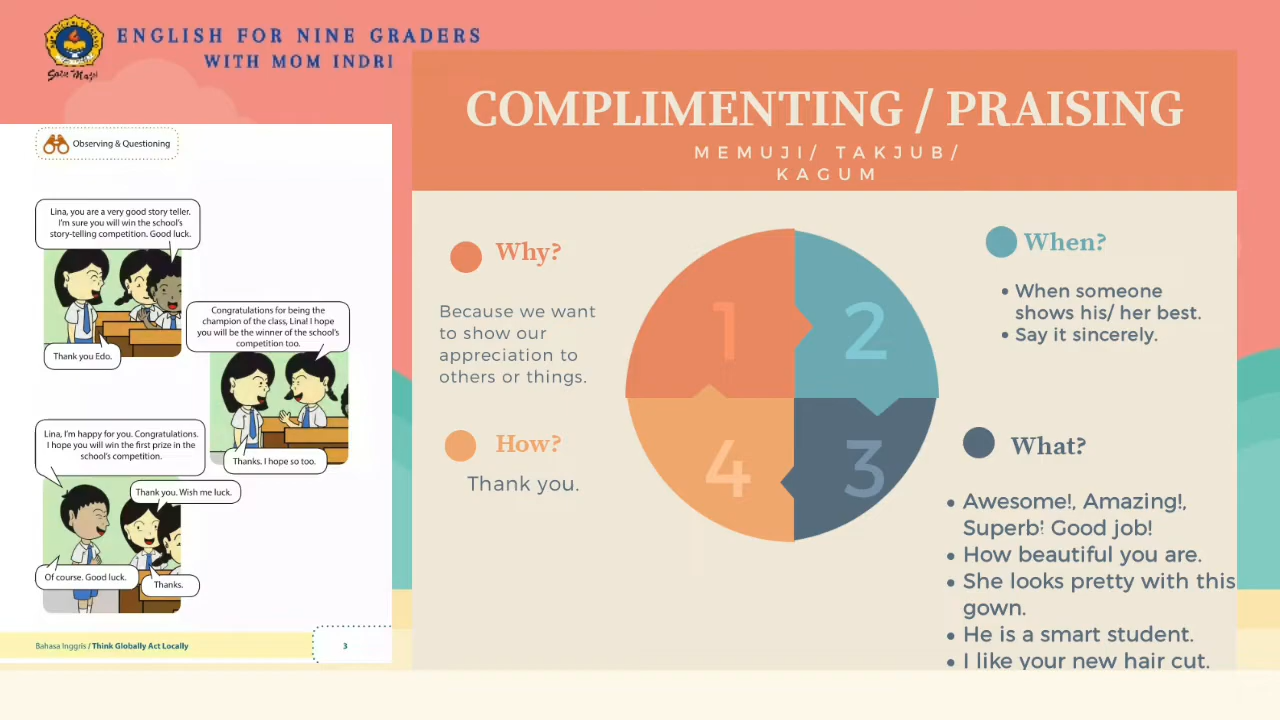 ENGLISH FOR NINE GRADERS
WITH MOM INDRI
Observing & Questioning
Lina, you are a very good story teller.
I'm sure you will win the school's
story-telling competition. Good luck.
Thank you Edo.
Congratulations for being the
champion of the class, Lina! I hope
you will be the winner of the school's
competition too.
Thanks. I hope so too.
Lina, I'm happy for you. Congratulations.
I hope you will win the first prize in the
school's competition.
Thank you. Wish me luck.
Of course. Good luck.
Thanks.
Bahasa Inggris / Think Globally Act Locally
3
COMPLIMENTING / PRAISING
MEMUJI/ TAKJUB/
KAGUM
Why?
Because we want
to show our
appreciation to
others or things.
How?
Thank you.
1
2
3
4
When?
• When someone
shows his/ her best.
• Say it sincerely.
What?
• Awesome!, Amazing!,
Superb! Good job!
• How beautiful you are.
• She looks pretty with this
gown.
• He is a smart student.
• I like your new hair cut.